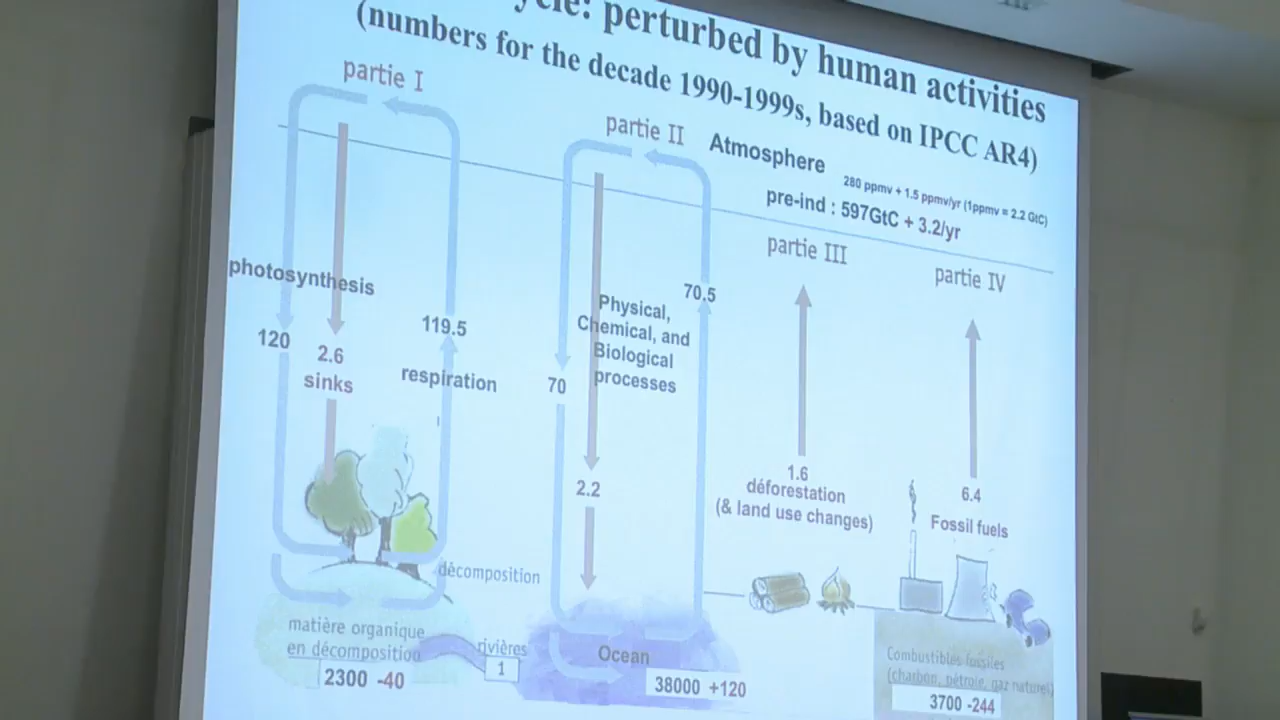 perturbed by human activities
(numbers for the decade 1990-1999s, based on IPCC AR4)
partie I
partie II
Atmosphere
280 ppmv + 1.5 ppmv/yr (1ppmv = 2.2 GtC)
pre-ind : 597GtC + 3.2/yr
partie III
partie IV
photosynthesis
120
2.6
sinks
119.5
respiration
70
Physical,
Chemical, and
Biological
processes
70.5
2.2
1.6
déforestation
(& land use changes)
6.4
Fossil fuels
décomposition
matière organique
en décomposition
2300 -40
rivières
1
Ocean
38000 +120
Combustibles fossiles
(charbon, pétrole, gaz naturel)
3700 -244